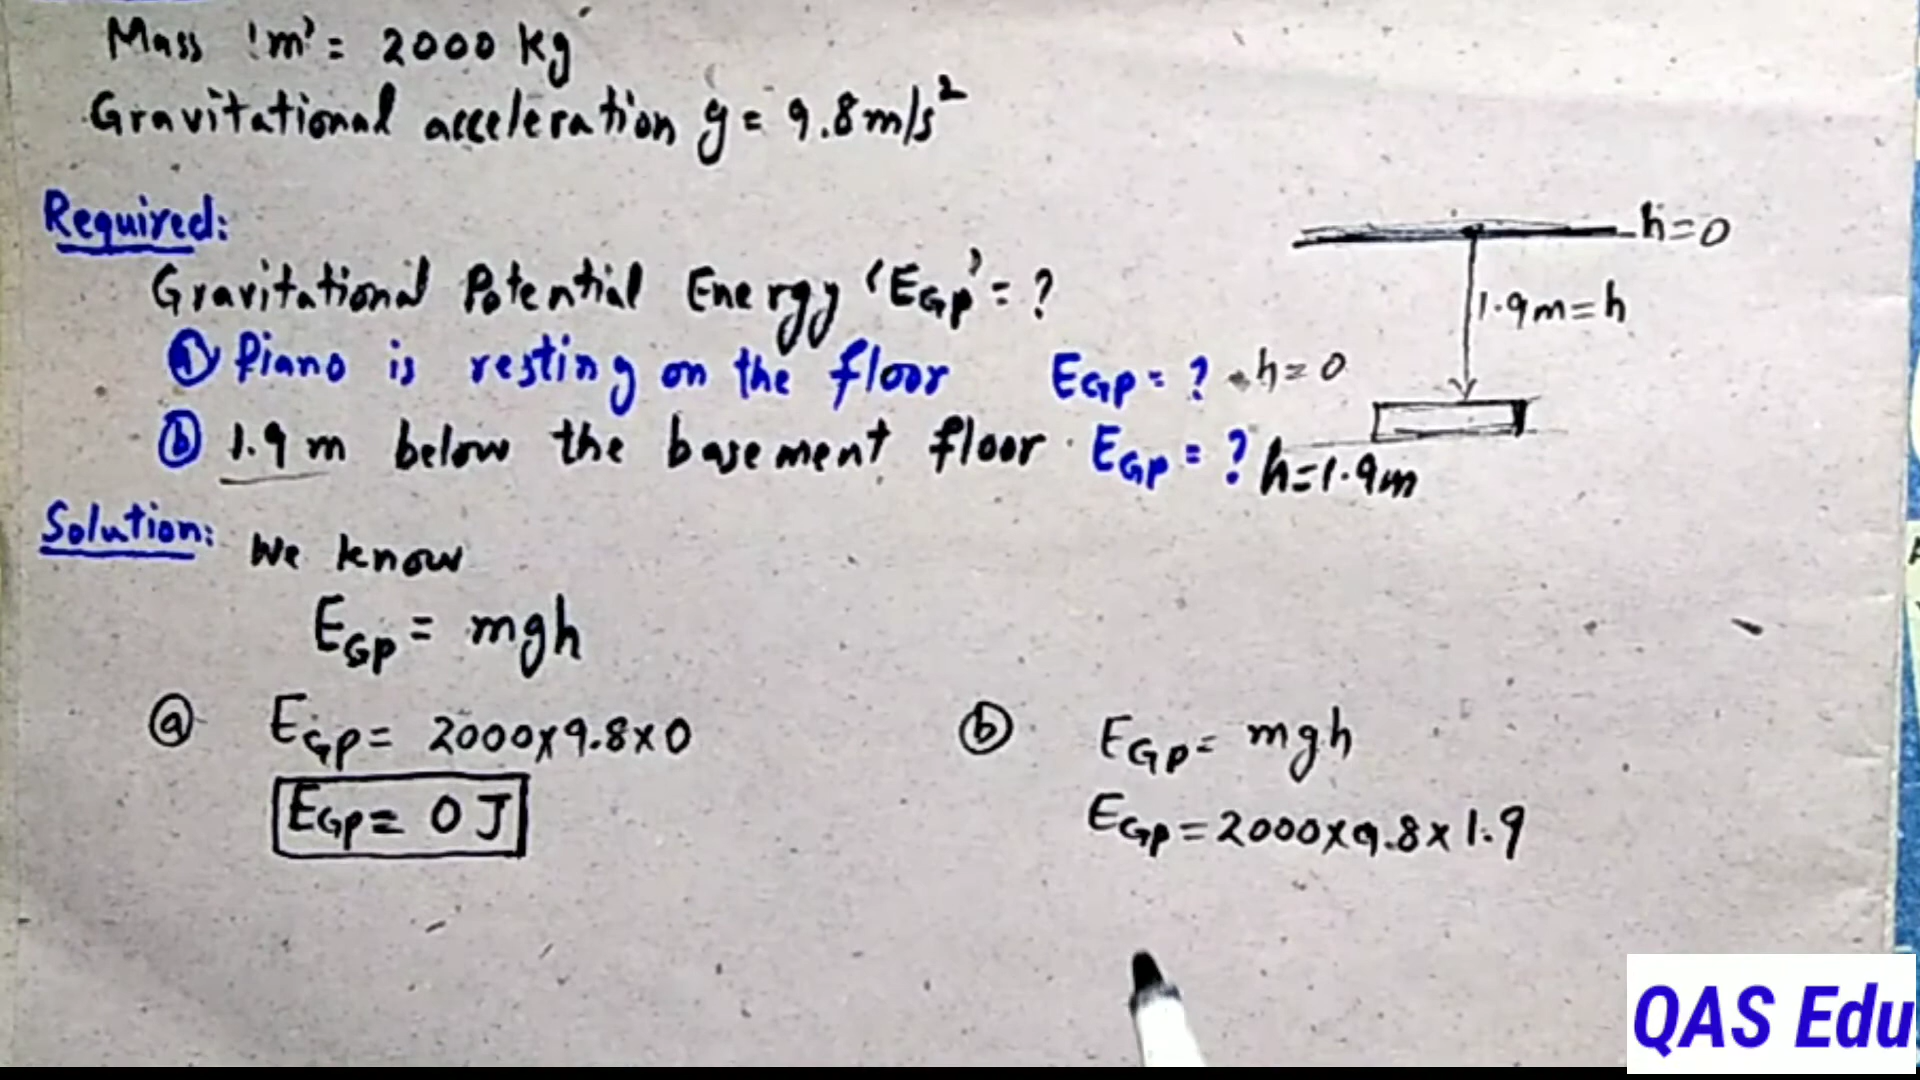 Mass 'm' = 2000 kg
Gravitational acceleration g = 9.8 m/s²
Required:
Gravitational Potential Energy 'EGP' = ?
ⓐ Piano is resting on the floor EGP = ? h = 0
ⓑ 1.9 m below the basement floor. EGP = ? h = 1.9m
h = 0
1.9m = h
Solution: We know
EGP = mgh
ⓐ EGP = 2000 x 9.8 x 0
EGP = 0 J
ⓑ EGP = mgh
EGP = 2000 x 9.8 x 1.9
QAS Edu